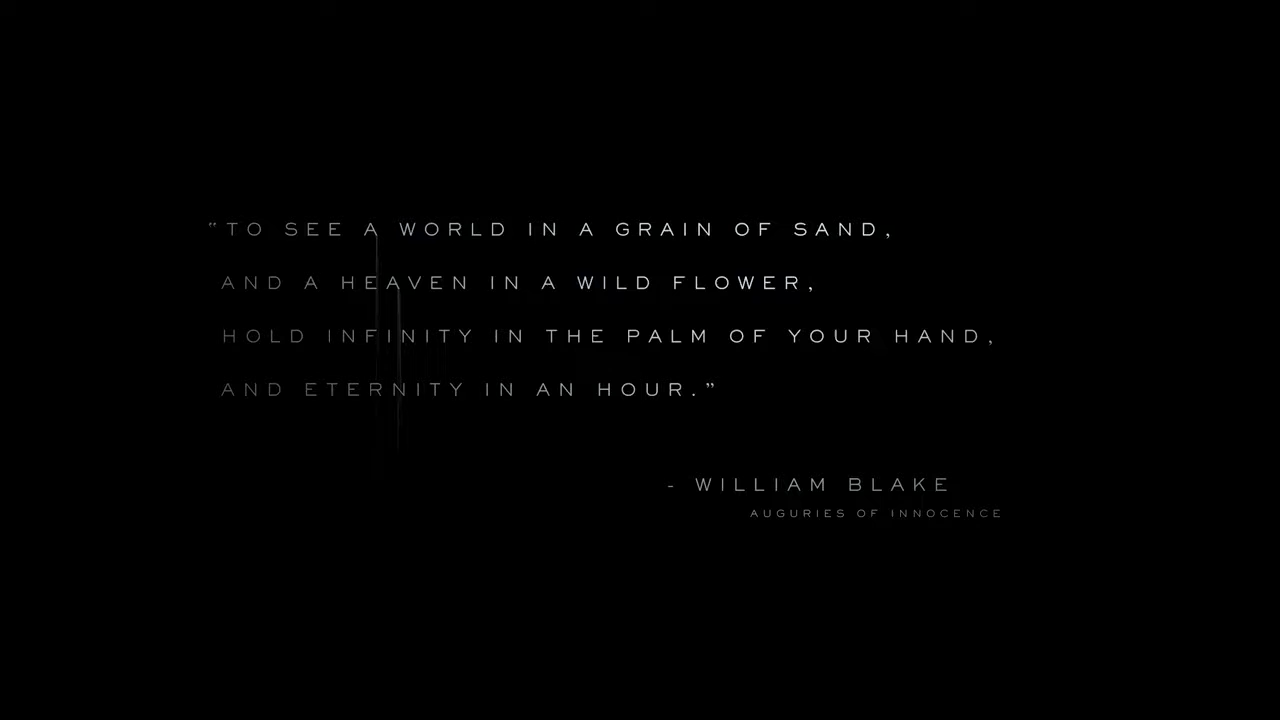 “TO SEE A WORLD IN A GRAIN OF SAND,
AND A HEAVEN IN A WILD FLOWER,
HOLD INFINITY IN THE PALM OF YOUR HAND,
AND ETERNITY IN AN HOUR.”
- WILLIAM BLAKE
AUGURIES OF INNOCENCE